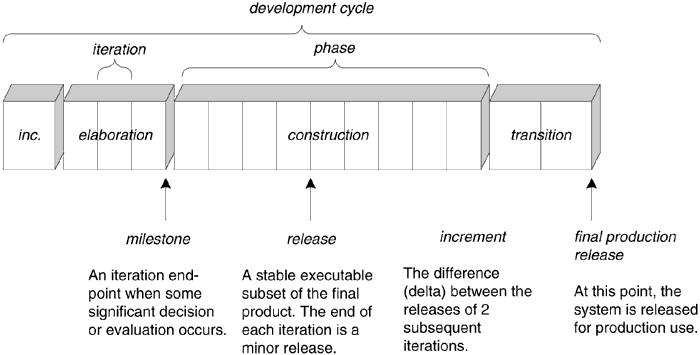 development cycle
iteration
phase
inc.
elaboration
construction
transition
milestone
An iteration end-
point when some
significant decision
or evaluation occurs.
release
A stable executable
subset of the final
product. The end of
each iteration is a
minor release.
increment
The difference
(delta) between the
releases of 2
subsequent
iterations.
final production
release
At this point, the
system is released
for production use.